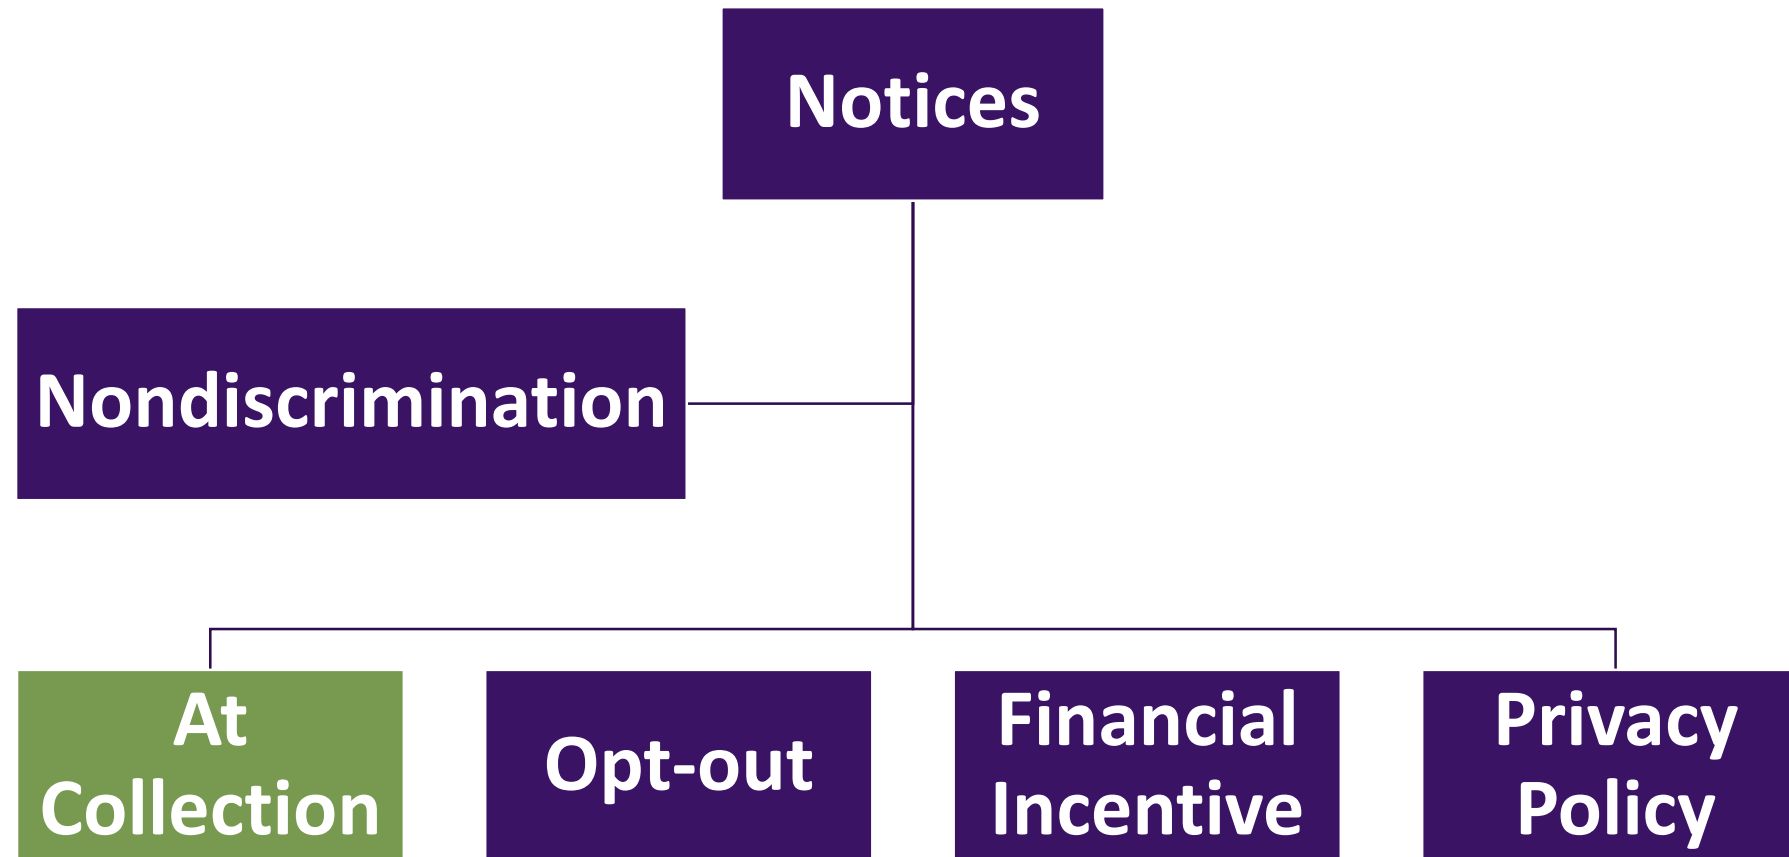 Notices
Nondiscrimination
At
Collection
Opt-out
Financial
Incentive
Privacy
Policy